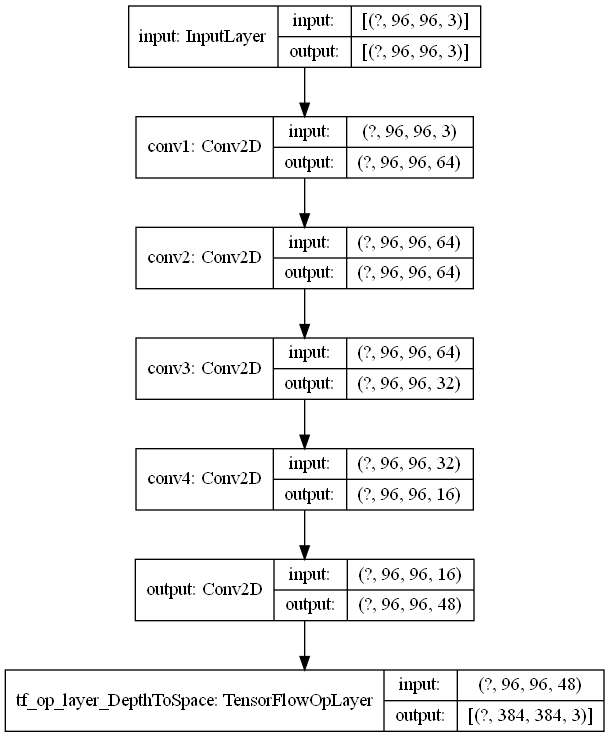 input: InputLayer
input: [(?, 96, 96, 3)]
output: [(?, 96, 96, 3)]
conv1: Conv2D
input: (?, 96, 96, 3)
output: (?, 96, 96, 64)
conv2: Conv2D
input: (?, 96, 96, 64)
output: (?, 96, 96, 64)
conv3: Conv2D
input: (?, 96, 96, 64)
output: (?, 96, 96, 32)
conv4: Conv2D
input: (?, 96, 96, 32)
output: (?, 96, 96, 16)
output: Conv2D
input: (?, 96, 96, 16)
output: (?, 96, 96, 48)
tf_op_layer_DepthToSpace: TensorFlowOpLayer
input: (?, 96, 96, 48)
output: [(?, 384, 384, 3)]